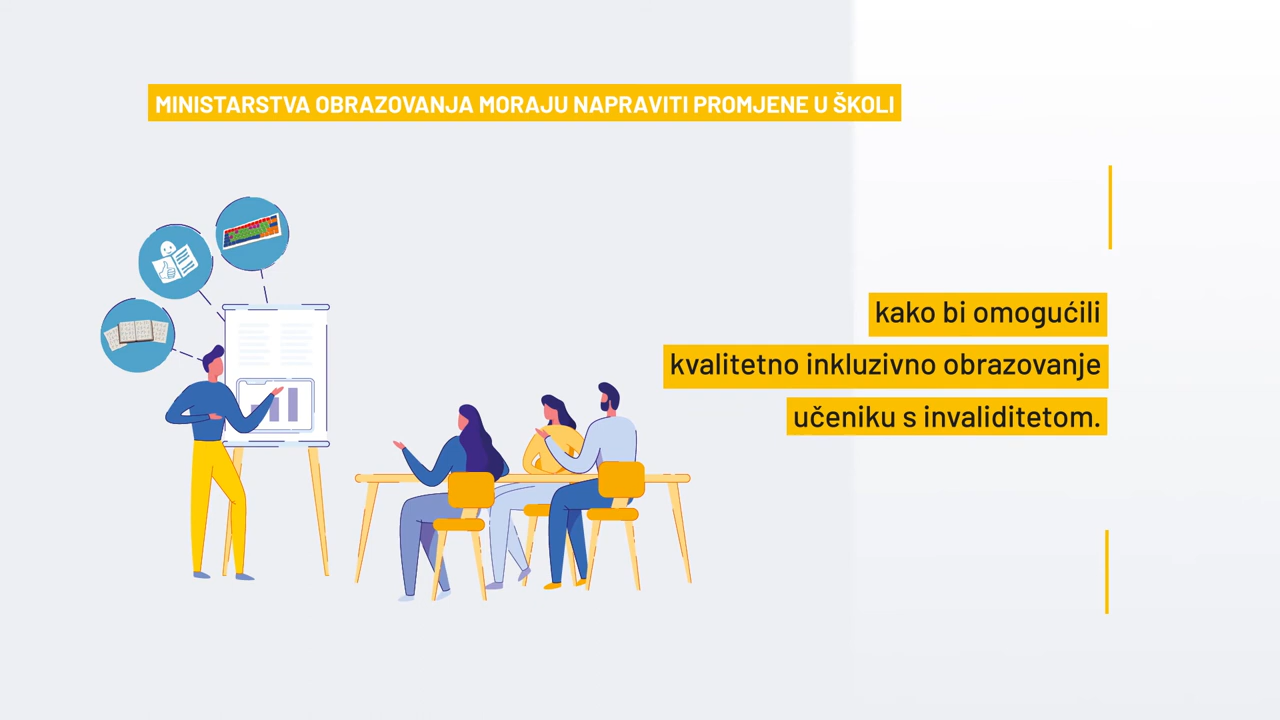 MINISTARSTVA OBRAZOVANJA MORAJU NAPRAVITI PROMJENE U ŠKOLI
kako bi omogućili
kvalitetno inkluzivno obrazovanje
učeniku s invaliditetom.